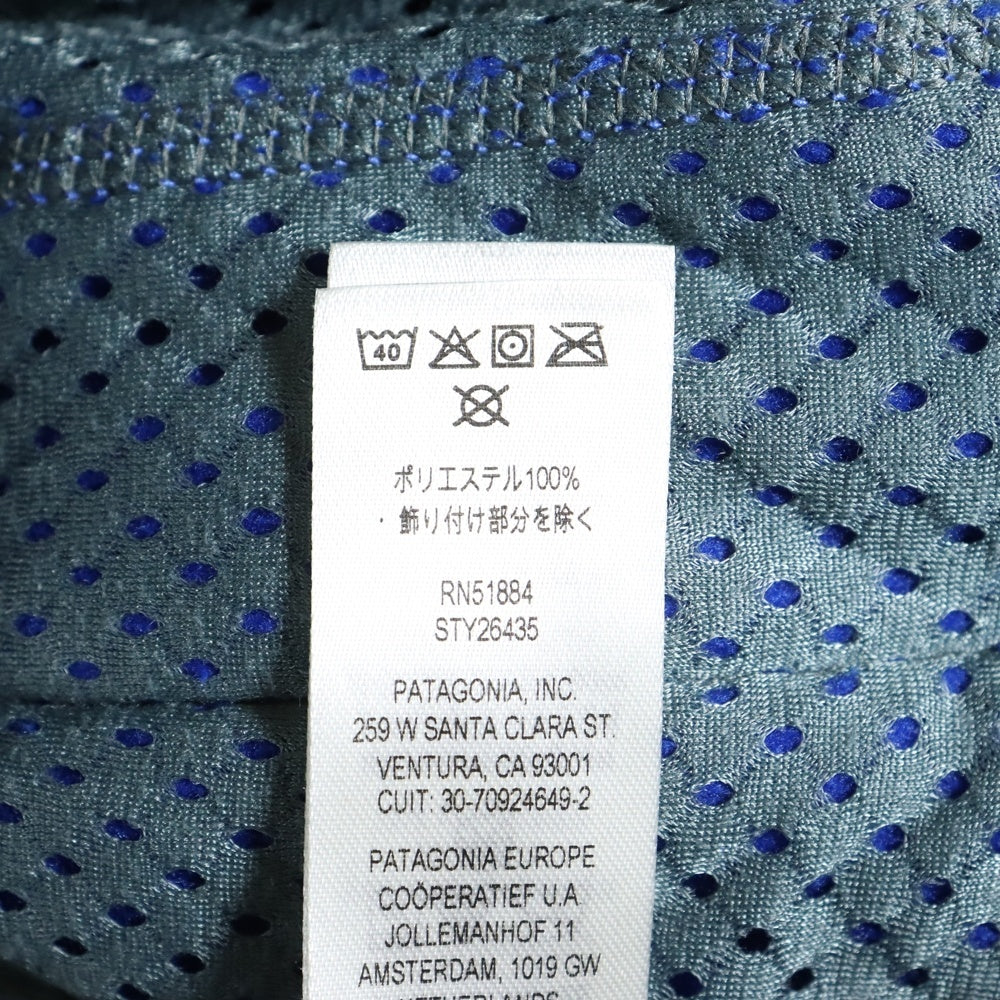 40
ポリエステル100%
・飾り付け部分を除く
RN51884
STY26435
PATAGONIA, INC.
259 W SANTA CLARA ST.
VENTURA, CA 93001
CUIT: 30-70924649-2
PATAGONIA EUROPE
COÖPERATIEF U.A
JOLLEMANHOF 11
AMSTERDAM, 1019 GW
NETHERLANDS